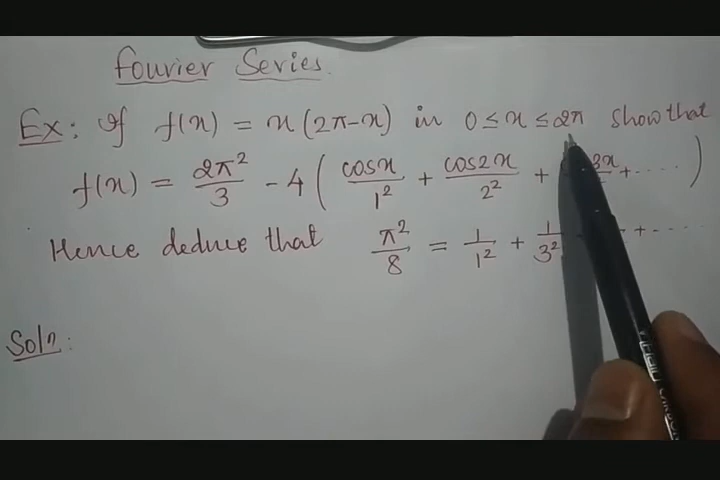 Fourier Series.
Ex: If f(x) = x(2π-x) in 0 ≤ x ≤ 2π show that
f(x) = 2π²/3 - 4( cosx/1² + cos2x/2² + 3x + .... )
Hence deduce that π²/8 = 1/1² + 1/3² + ....
Soln: